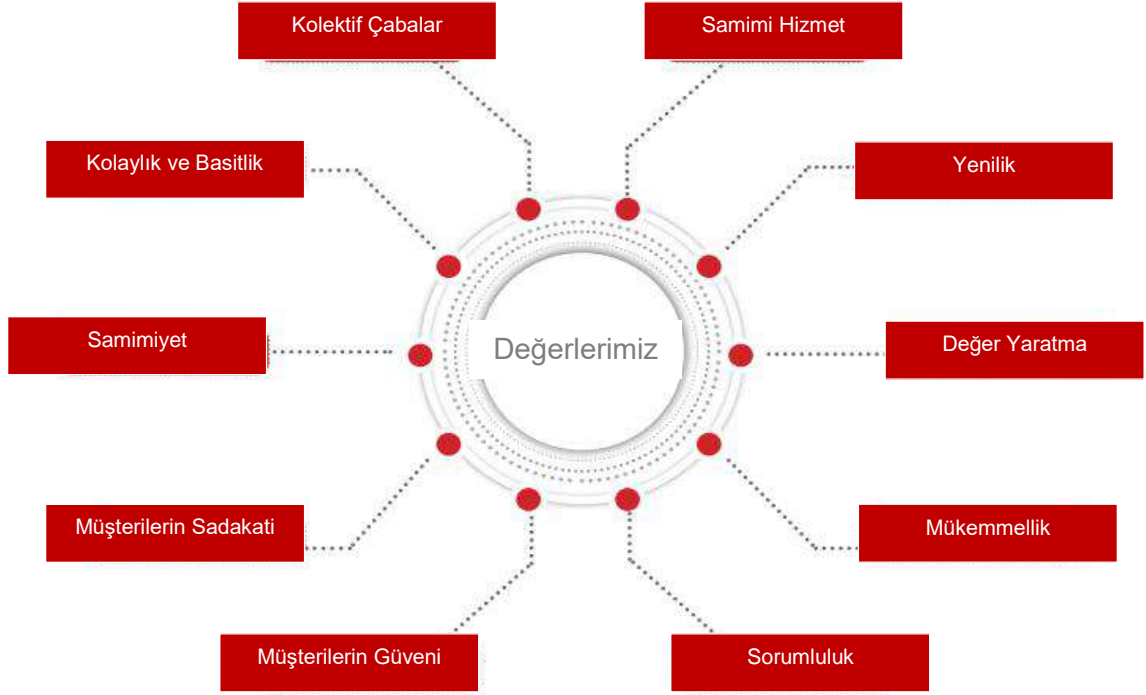 Kolektif Çabalar
Samimi Hizmet
Kolaylık ve Basitlik
Yenilik
Samimiyet
Değerlerimiz
Değer Yaratma
Müşterilerin Sadakati
Mükemmellik
Müşterilerin Güveni
Sorumluluk